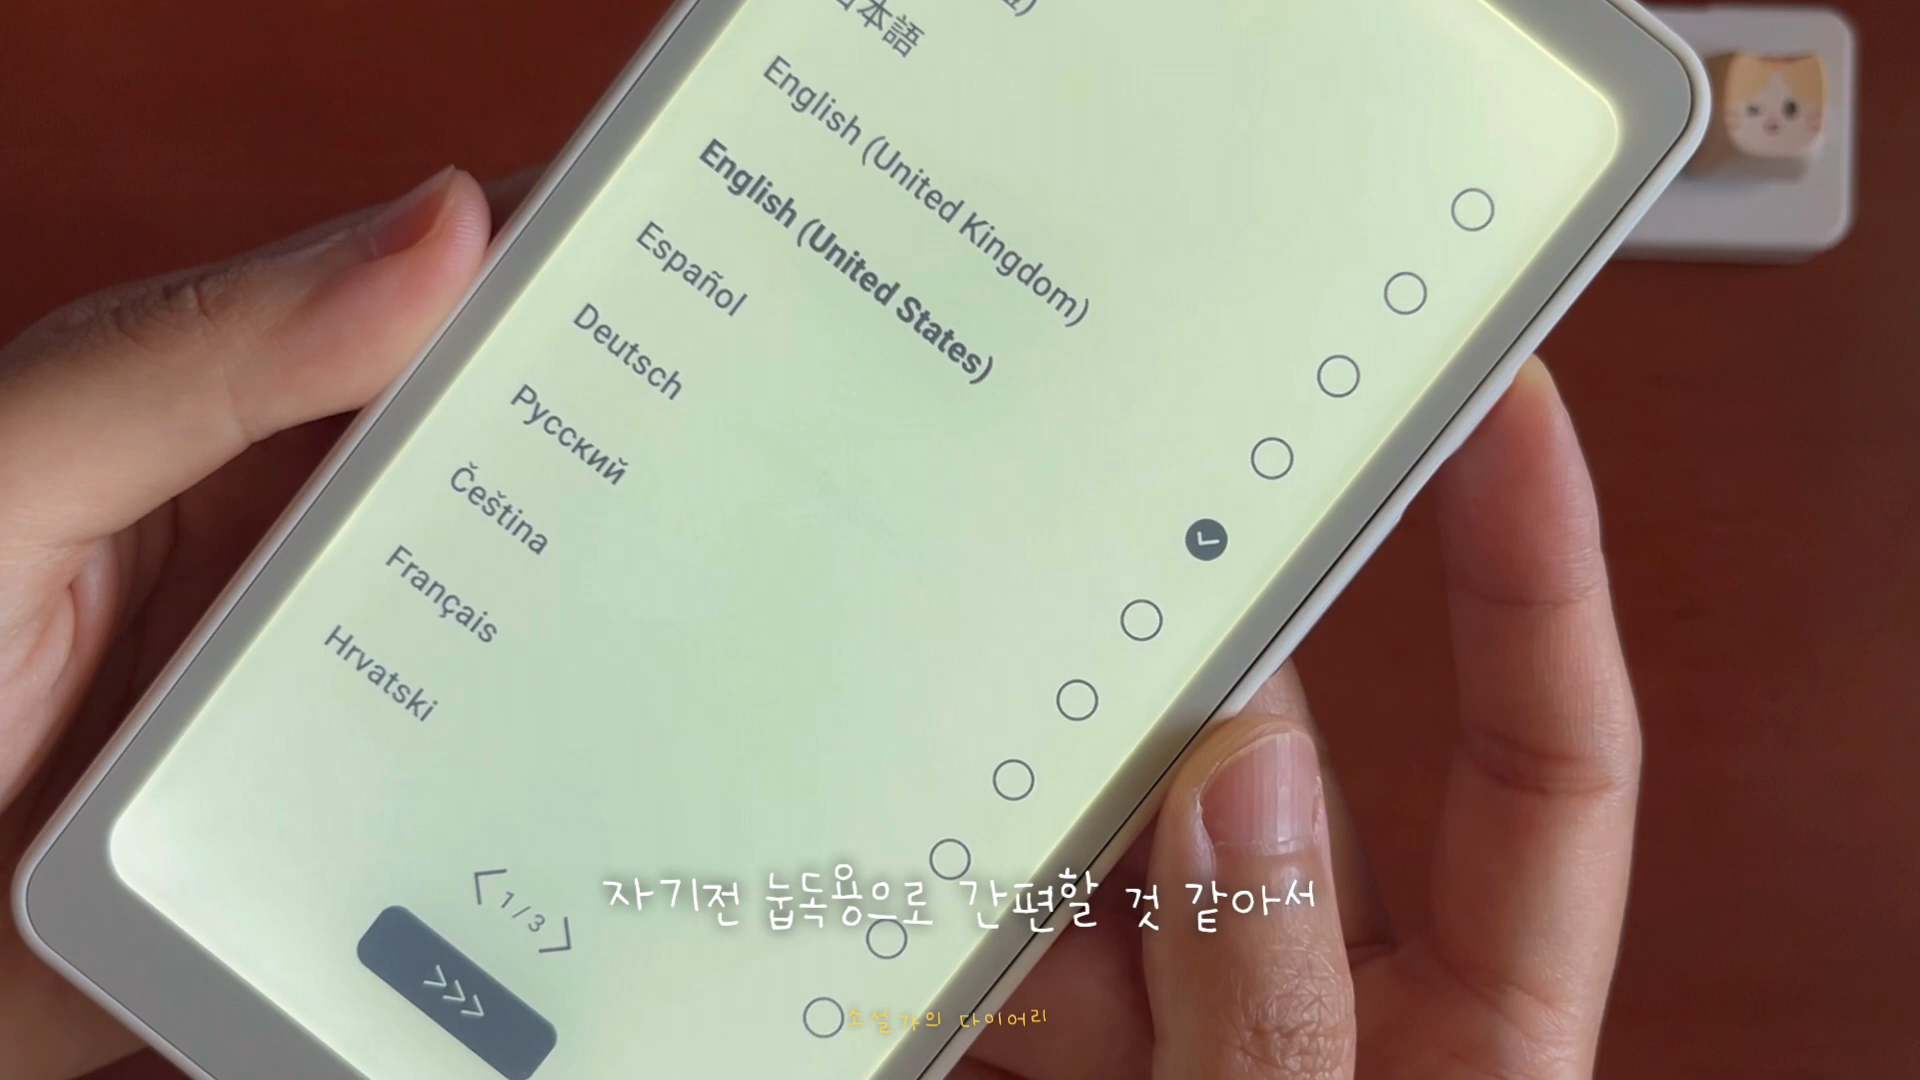 日本語
English (United Kingdom)
English (United States)
Español
Deutsch
Русский
Čeština
Français
Hrvatski
1/3
자기전 눕독용으로 간편할 것 같아서
소설가의 다이어리